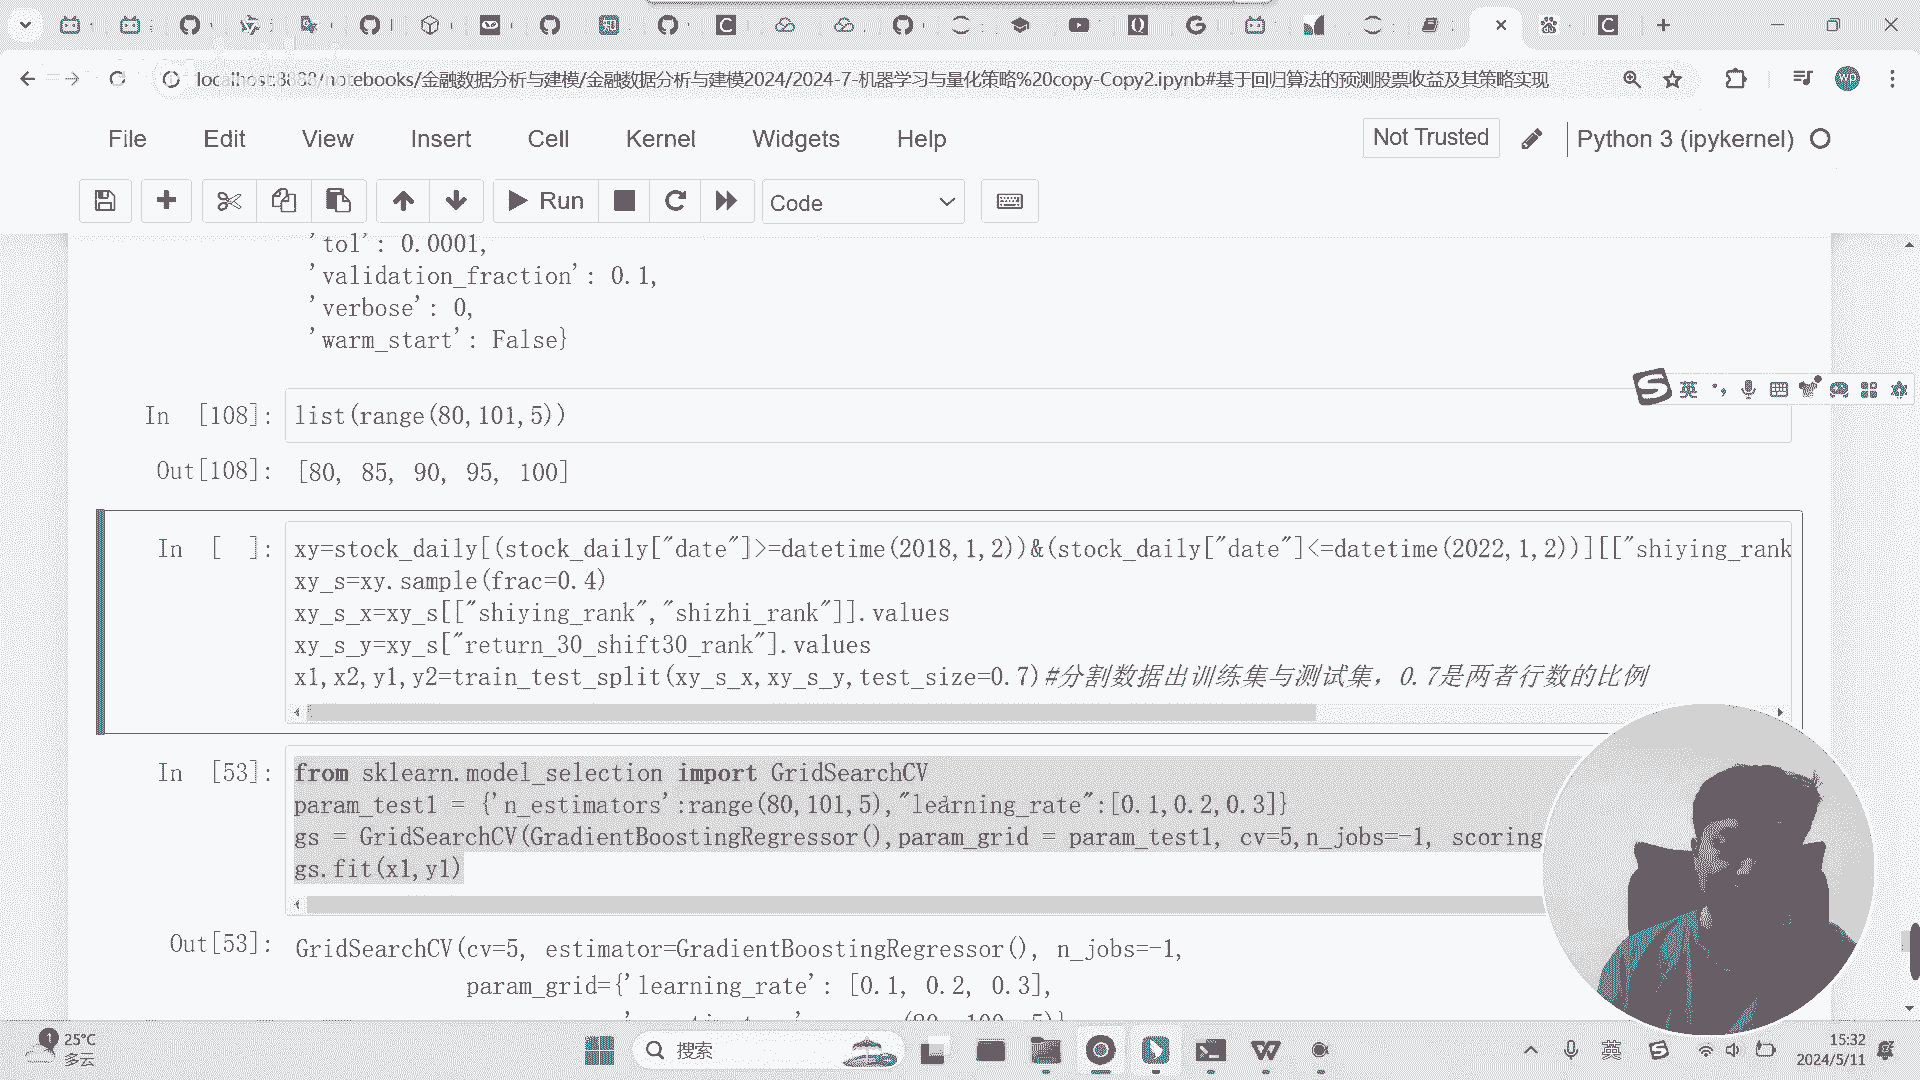 localhost:8888/notebooks/金融数据分析与建模/金融数据分析与建模2024/2024-7-机器学习与量化策略%20copy-Copy2.ipynb#基于回归算法的预测股票收益及其策略实现
wp
File Edit View Insert Cell Kernel Widgets Help
Not Trusted
Python 3 (ipykernel)
Run
Code
'tol': 0.0001,
'validation_fraction': 0.1,
'verbose': 0,
'warm_start': False}
In [108]: list(range(80,101,5))
Out[108]: [80, 85, 90, 95, 100]
In [ ]: xy=stock_daily[(stock_daily["date"]>=datetime(2018,1,2))&(stock_daily["date"]<=datetime(2022,1,2))][["shiying_rank
xy_s=xy.sample(frac=0.4)
xy_s_x=xy_s[["shiying_rank","shizhi_rank"]].values
xy_s_y=xy_s["return_30_shift30_rank"].values
x1,x2,y1,y2=train_test_split(xy_s_x,xy_s_y,test_size=0.7)#分割数据出训练集与测试集，0.7是两者行数的比例
In [53]: from sklearn.model_selection import GridSearchCV
param_test1 = {'n_estimators':range(80,101,5),"learning_rate":[0.1,0.2,0.3]}
gs = GridSearchCV(GradientBoostingRegressor(),param_grid = param_test1, cv=5,n_jobs=-1, scoring
gs.fit(x1,y1)
Out[53]: GridSearchCV(cv=5, estimator=GradientBoostingRegressor(), n_jobs=-1,
param_grid={'learning_rate': [0.1, 0.2, 0.3],
英
1
25°C
多云
搜索
英
15:32
2024/5/11